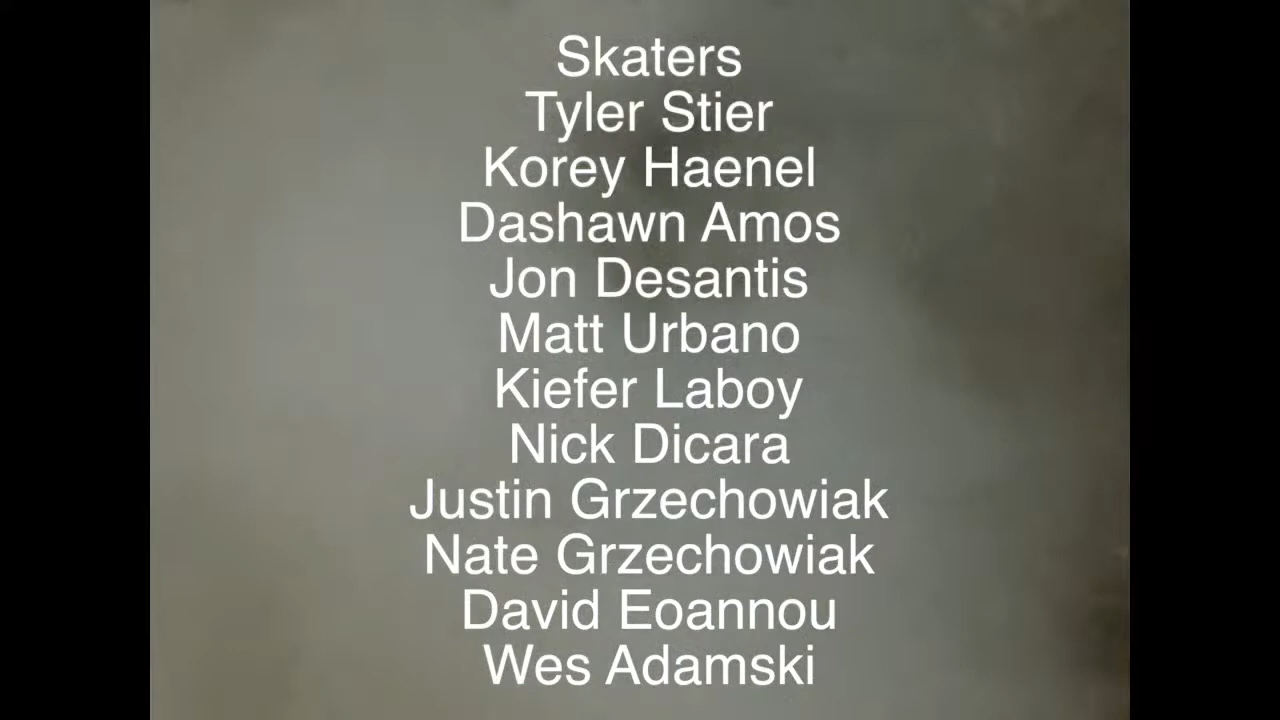 Skaters
Tyler Stier
Korey Haenel
Dashawn Amos
Jon Desantis
Matt Urbano
Kiefer Laboy
Nick Dicara
Justin Grzechowiak
Nate Grzechowiak
David Eoannou
Wes Adamski